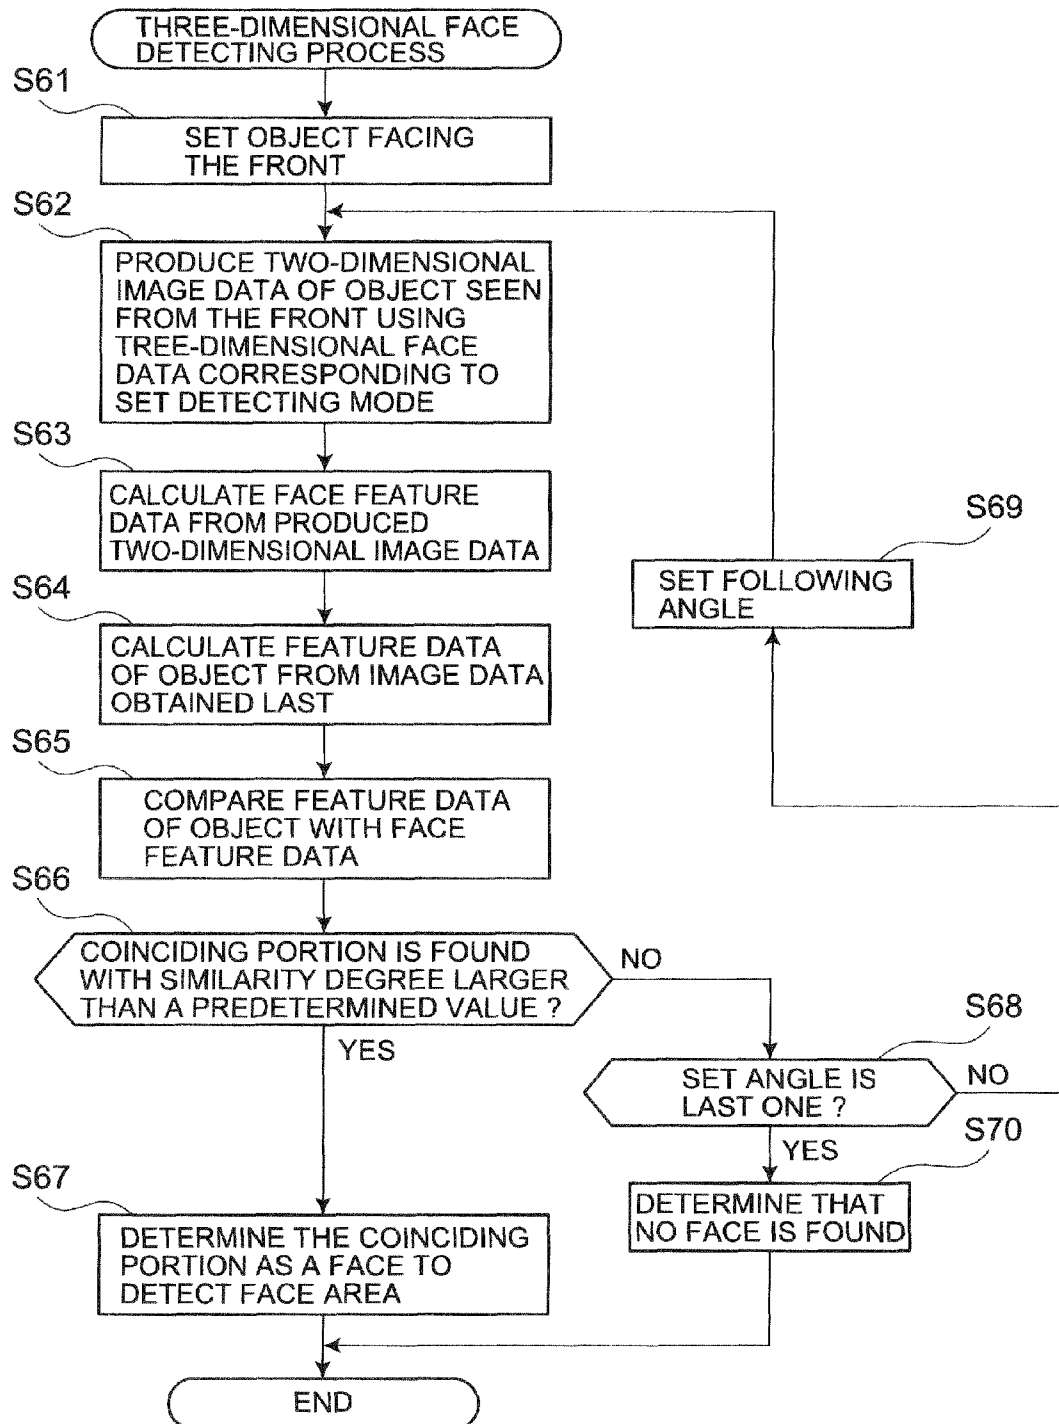 THREE-DIMENSIONAL FACE
DETECTING PROCESS
S61
SET OBJECT FACING
THE FRONT
S62
PRODUCE TWO-DIMENSIONAL
IMAGE DATA OF OBJECT SEEN
FROM THE FRONT USING
TREE-DIMENSIONAL FACE
DATA CORRESPONDING TO
SET DETECTING MODE
S63
CALCULATE FACE FEATURE
DATA FROM PRODUCED
TWO-DIMENSIONAL IMAGE DATA
S69
SET FOLLOWING
ANGLE
S64
CALCULATE FEATURE DATA
OF OBJECT FROM IMAGE DATA
OBTAINED LAST
S65
COMPARE FEATURE DATA
OF OBJECT WITH FACE
FEATURE DATA
S66
COINCIDING PORTION IS FOUND
WITH SIMILARITY DEGREE LARGER
THAN A PREDETERMINED VALUE ?
NO
YES
S68
SET ANGLE IS
LAST ONE ?
NO
YES
S70
DETERMINE THAT
NO FACE IS FOUND
S67
DETERMINE THE COINCIDING
PORTION AS A FACE TO
DETECT FACE AREA
END